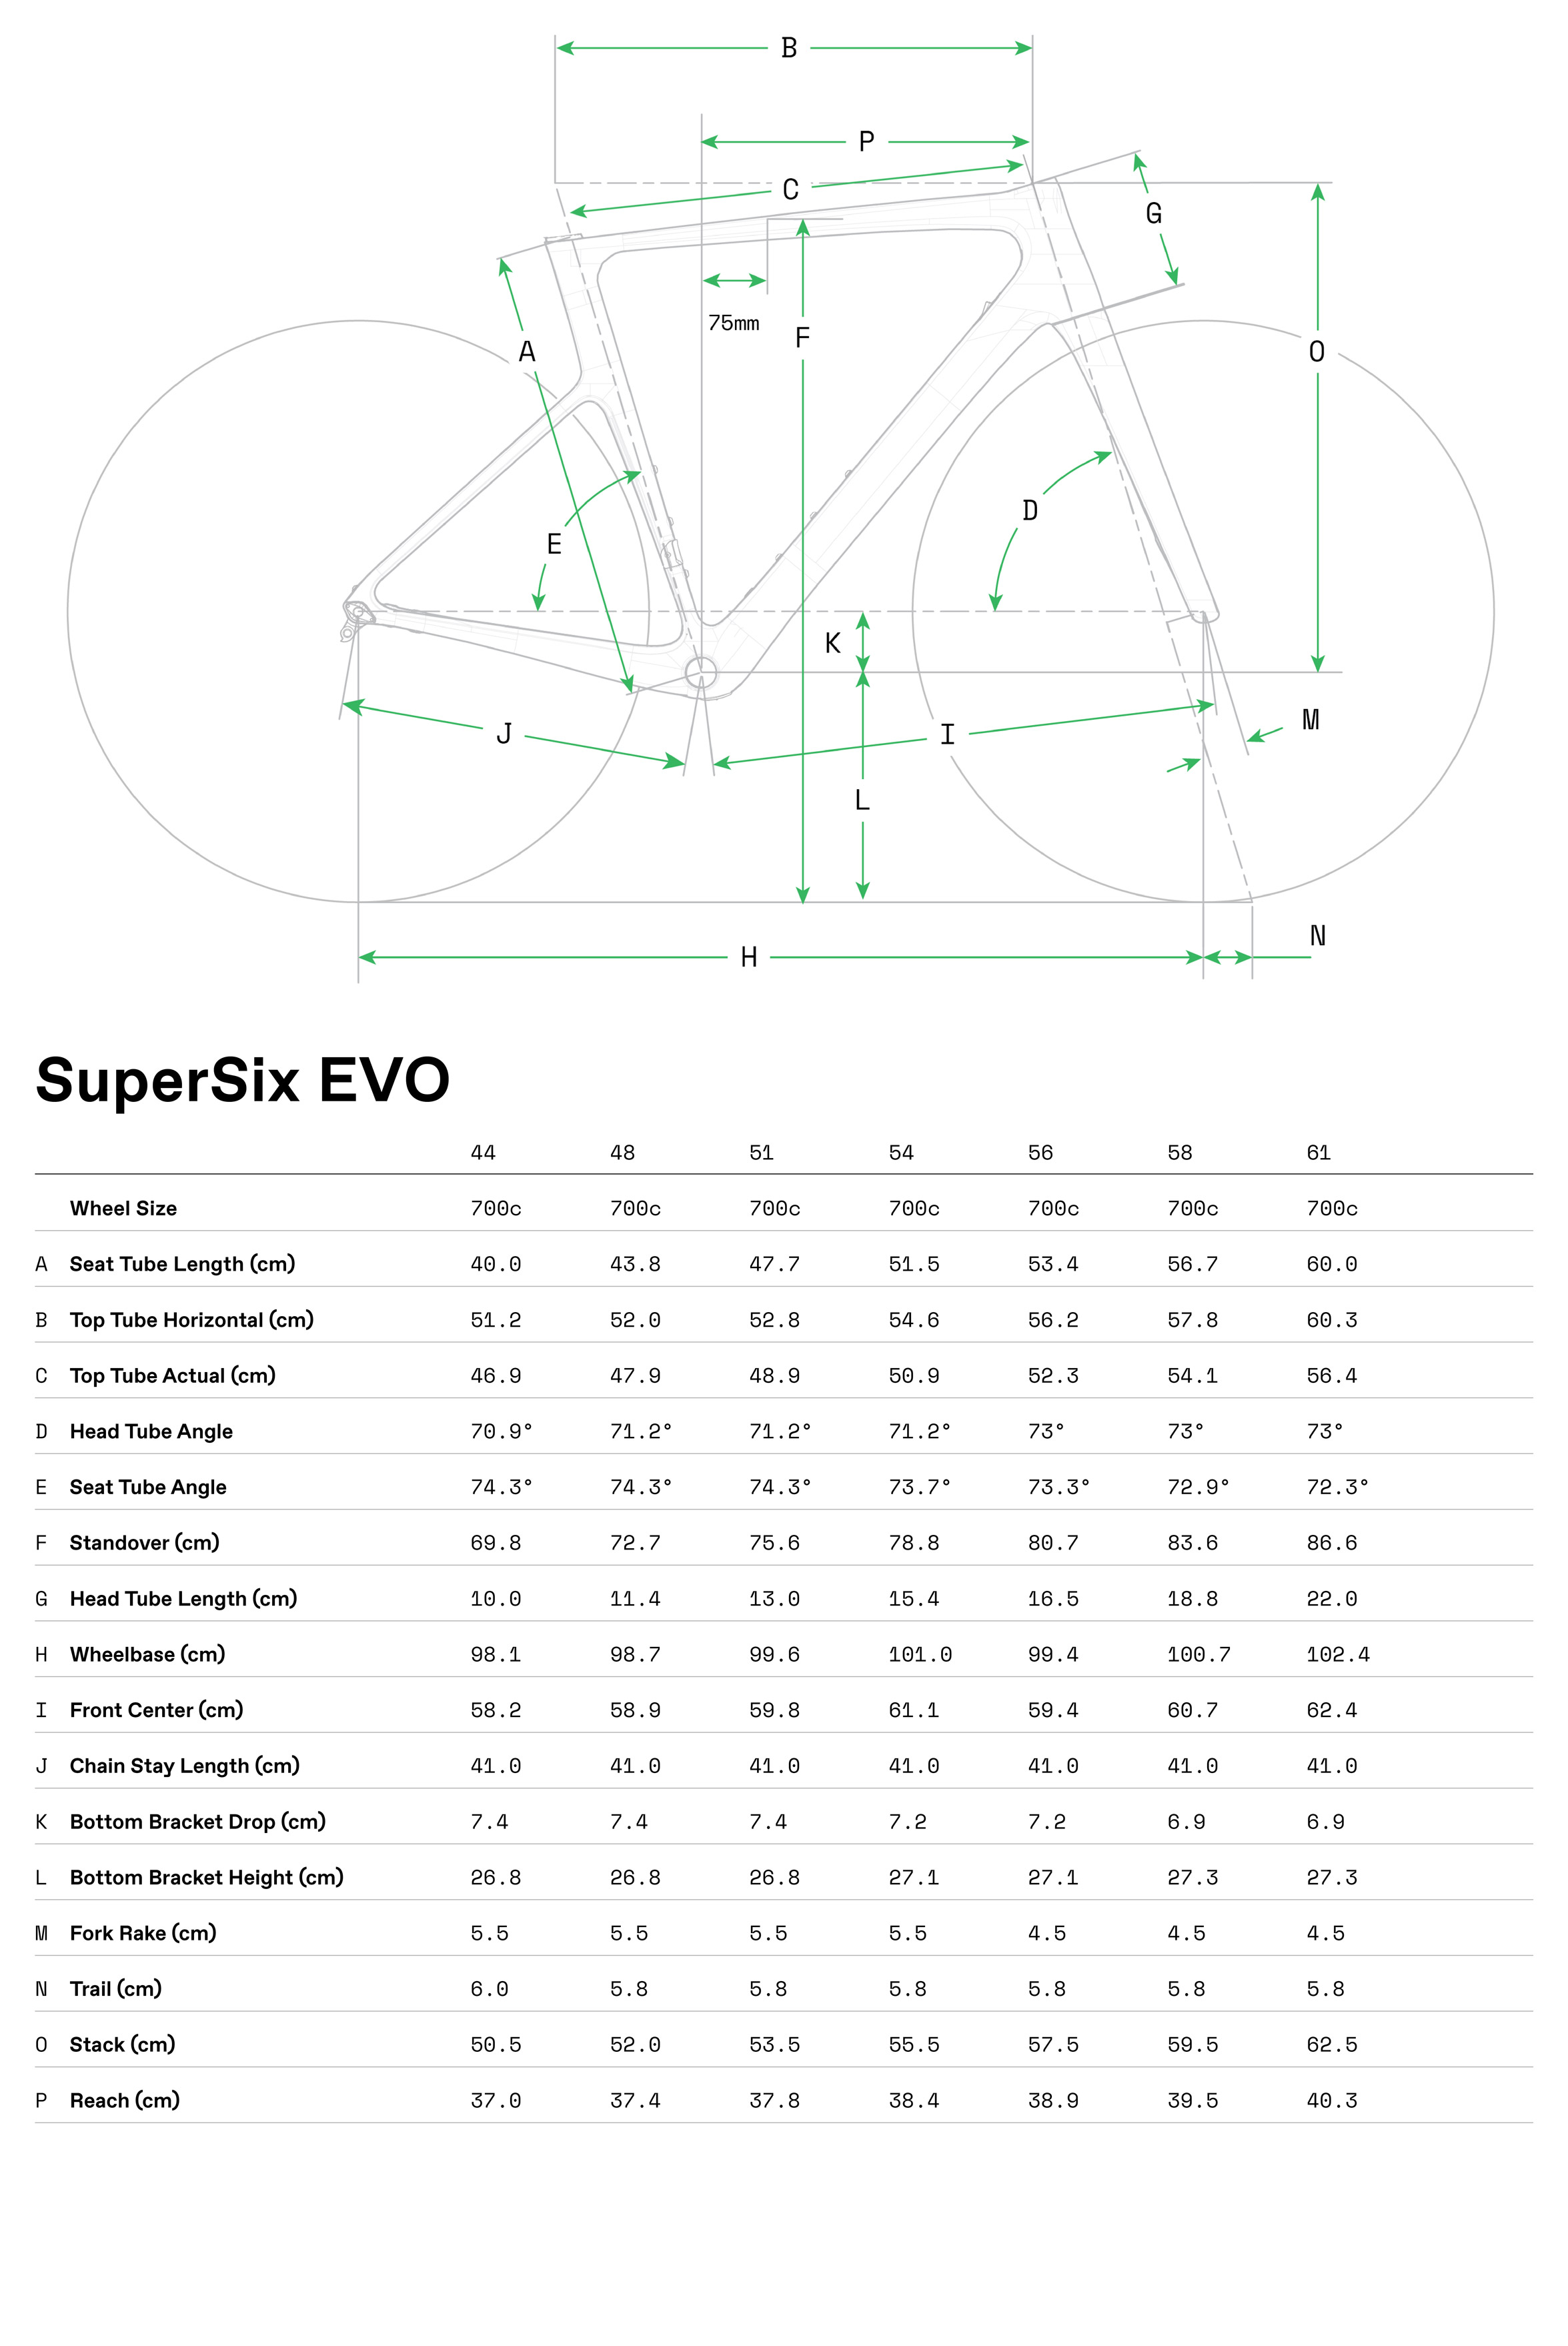 B
P
C
G
75mm
F
A
O
D
E
K
M
J
I
L
N
H
SuperSix EVO
44 48 51 54 56 58 61
Wheel Size 700c 700c 700c 700c 700c 700c 700c
A Seat Tube Length (cm) 40.0 43.8 47.7 51.5 53.4 56.7 60.0
B Top Tube Horizontal (cm) 51.2 52.0 52.8 54.6 56.2 57.8 60.3
C Top Tube Actual (cm) 46.9 47.9 48.9 50.9 52.3 54.1 56.4
D Head Tube Angle 70.9° 71.2° 71.2° 71.2° 73° 73° 73°
E Seat Tube Angle 74.3° 74.3° 74.3° 73.7° 73.3° 72.9° 72.3°
F Standover (cm) 69.8 72.7 75.6 78.8 80.7 83.6 86.6
G Head Tube Length (cm) 10.0 11.4 13.0 15.4 16.5 18.8 22.0
H Wheelbase (cm) 98.1 98.7 99.6 101.0 99.4 100.7 102.4
I Front Center (cm) 58.2 58.9 59.8 61.1 59.4 60.7 62.4
J Chain Stay Length (cm) 41.0 41.0 41.0 41.0 41.0 41.0 41.0
K Bottom Bracket Drop (cm) 7.4 7.4 7.4 7.2 7.2 6.9 6.9
L Bottom Bracket Height (cm) 26.8 26.8 26.8 27.1 27.1 27.3 27.3
M Fork Rake (cm) 5.5 5.5 5.5 5.5 4.5 4.5 4.5
N Trail (cm) 6.0 5.8 5.8 5.8 5.8 5.8 5.8
O Stack (cm) 50.5 52.0 53.5 55.5 57.5 59.5 62.5
P Reach (cm) 37.0 37.4 37.8 38.4 38.9 39.5 40.3